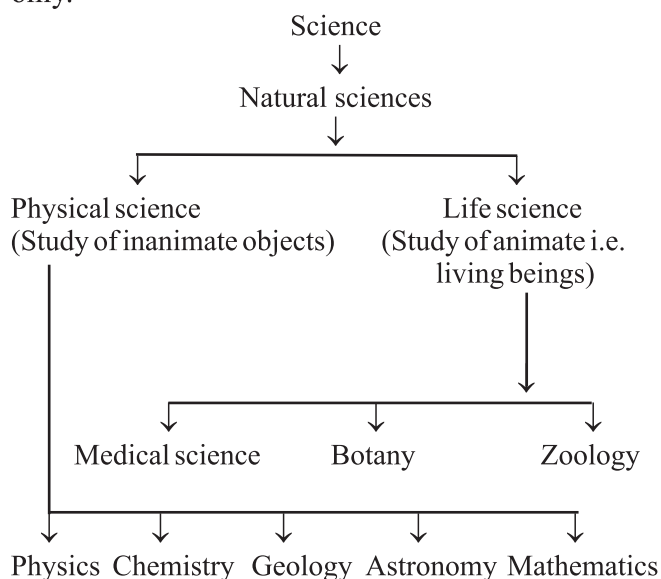 only.
Science
Natural sciences
Physical science
(Study of inanimate objects)
Life science
(Study of animate i.e.
living beings)
Medical science Botany Zoology
Physics Chemistry Geology Astronomy Mathematics